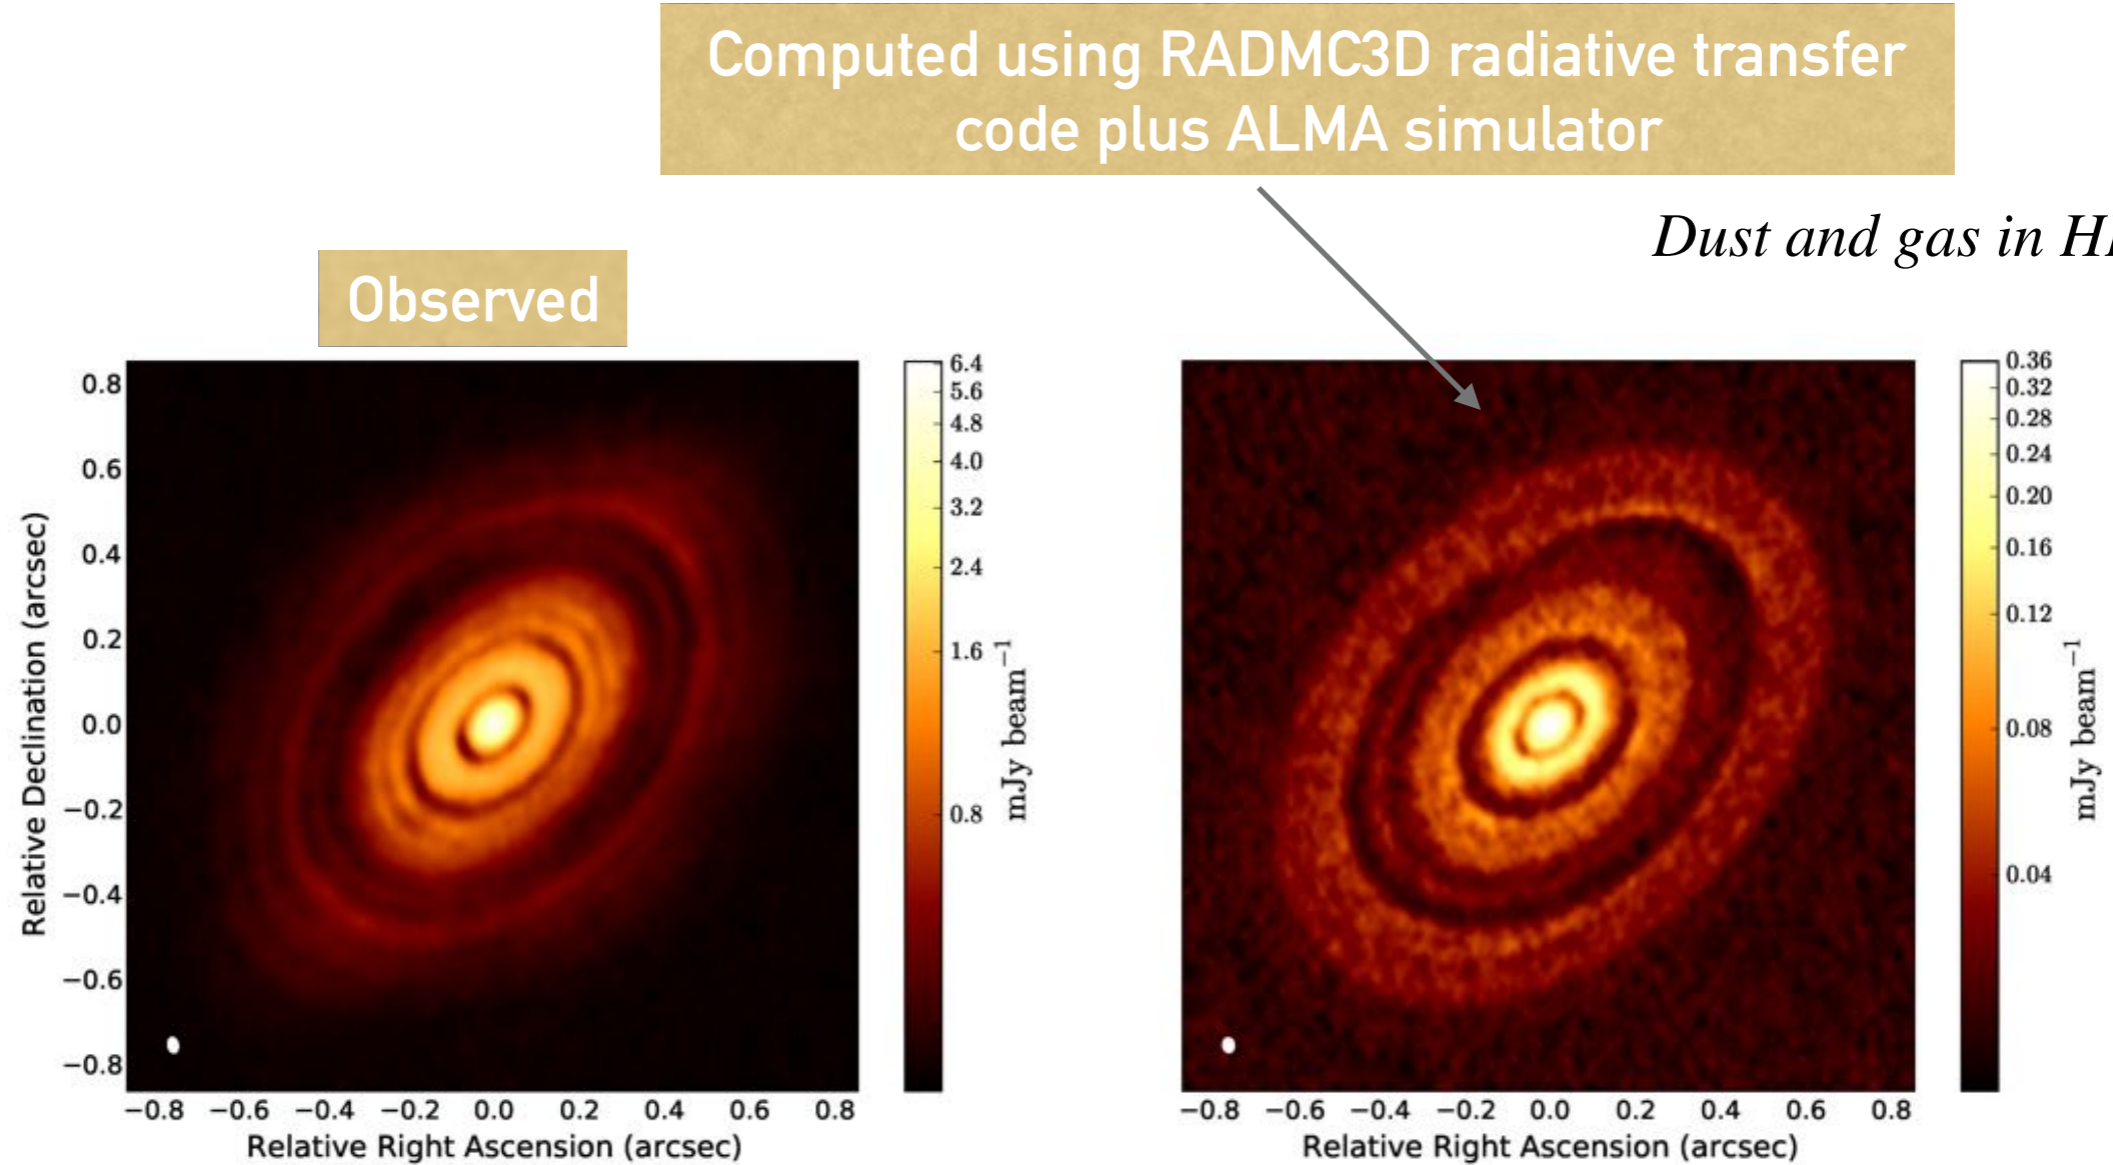 Computed using RADMC3D radiative transfer
code plus ALMA simulator
Dust and gas in
Observed
0.8
0.6
0.4
0.2
0.0
−0.2
−0.4
−0.6
−0.8
Relative Declination (arcsec)
−0.8 −0.6 −0.4 −0.2 0.0 0.2 0.4 0.6 0.8
Relative Right Ascension (arcsec)
6.4
5.6
4.8
4.0
3.2
2.4
1.6
0.8
mJy beam−1
−0.8 −0.6 −0.4 −0.2 0.0 0.2 0.4 0.6 0.8
Relative Right Ascension (arcsec)
0.36
0.32
0.28
0.24
0.20
0.16
0.12
0.08
0.04
mJy beam−1